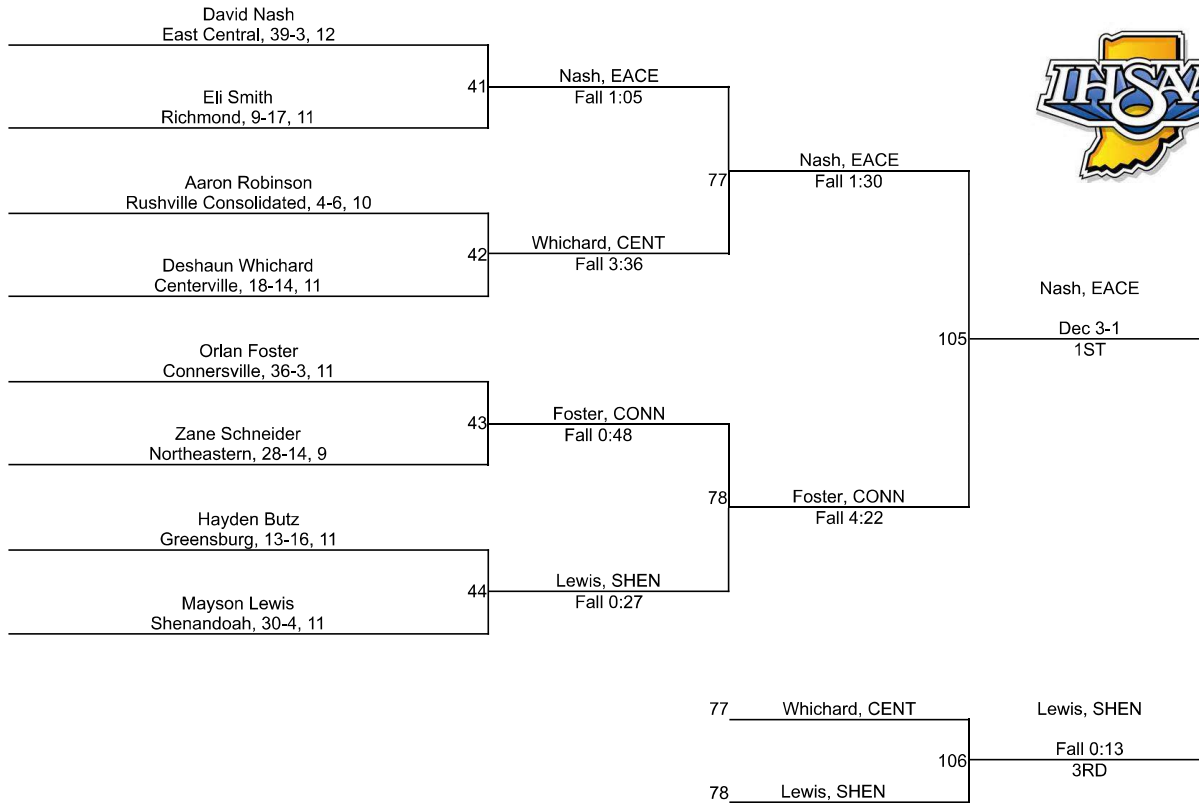 David Nash
East Central, 39-3, 12
41
Nash, EACE
Fall 1:05
Eli Smith
Richmond, 9-17, 11
IHSAA
77
Nash, EACE
Fall 1:30
Aaron Robinson
Rushville Consolidated, 4-6, 10
42
Whichard, CENT
Fall 3:36
Deshaun Whichard
Centerville, 18-14, 11
105
Nash, EACE
Dec 3-1
1ST
Orlan Foster
Connersville, 36-3, 11
43
Foster, CONN
Fall 0:48
Zane Schneider
Northeastern, 28-14, 9
78
Foster, CONN
Fall 4:22
Hayden Butz
Greensburg, 13-16, 11
44
Lewis, SHEN
Fall 0:27
Mayson Lewis
Shenandoah, 30-4, 11
77
Whichard, CENT
106
Lewis, SHEN
Fall 0:13
3RD
78
Lewis, SHEN